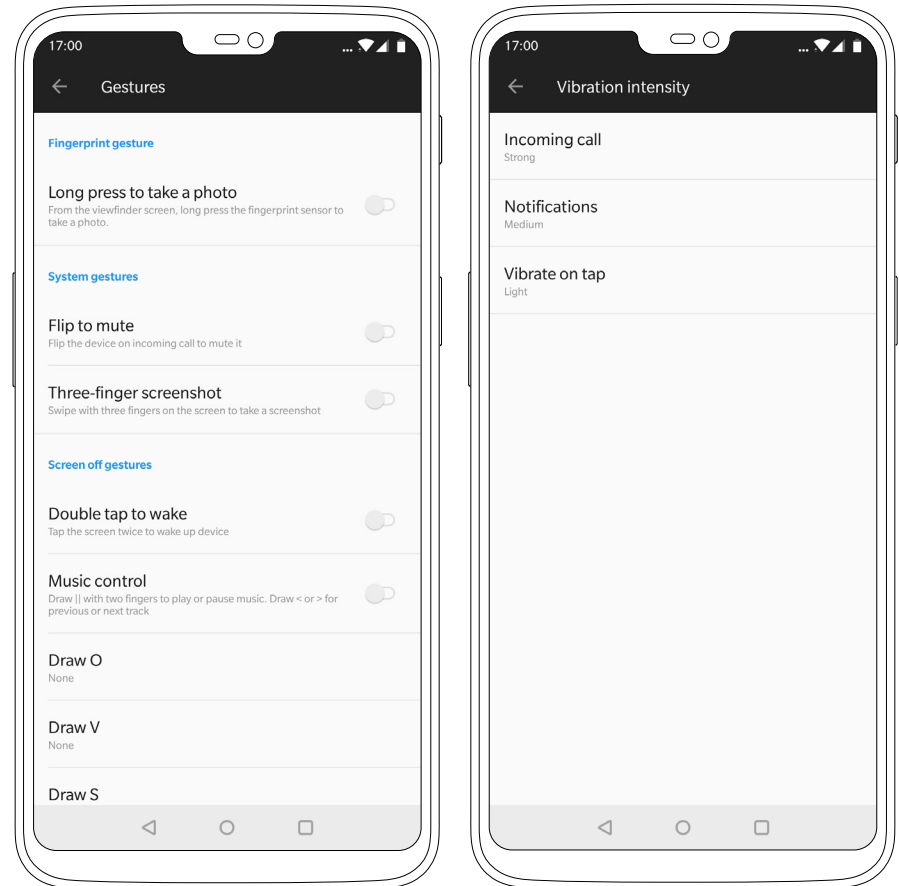 17:00
...
Gestures
Fingerprint gesture
Long press to take a photo
From the viewfinder screen, long press the fingerprint sensor to
take a photo.
System gestures
Flip to mute
Flip the device on incoming call to mute it
Three-finger screenshot
Swipe with three fingers on the screen to take a screenshot
Screen off gestures
Double tap to wake
Tap the screen twice to wake up device
Music control
Draw || with two fingers to play or pause music. Draw < or > for
previous or next track
Draw O
None
Draw V
None
Draw S
17:00
...
Vibration intensity
Incoming call
Strong
Notifications
Medium
Vibrate on tap
Light